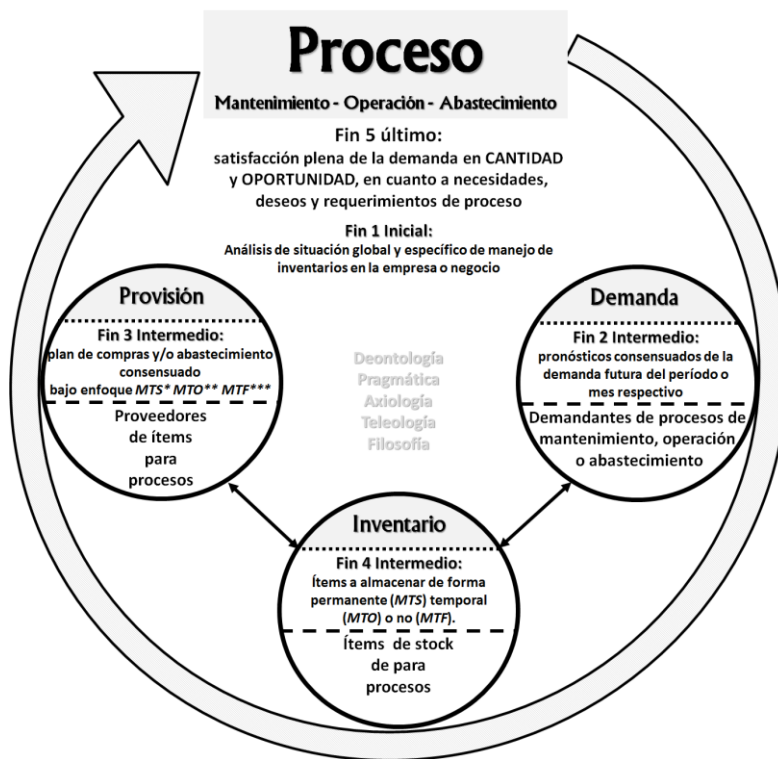 Proceso
Mantenimiento - Operación - Abastecimiento
Fin 5 último:
satisfacción plena de la demanda en CANTIDAD
y OPORTUNIDAD, en cuanto a necesidades,
deseos y requerimientos de proceso
Fin 1 Inicial:
Análisis de situación global y específico de manejo de
inventarios en la empresa o negocio
Provisión
Fin 3 Intermedio:
plan de compras y/o abastecimiento
consensuado
bajo enfoque MTS* MTO** MTF***
Proveedores
de ítems
para
procesos
Deontología
Pragmática
Axiología
Teleología
Filosofía
Demanda
Fin 2 Intermedio:
pronósticos consensuados de la
demanda futura del período o
mes respectivo
Demandantes de procesos de
mantenimiento, operación
o abastecimiento
Inventario
Fin 4 Intermedio:
Ítems a almacenar de forma
permanente (MTS) temporal
(MTO) o no (MTF).
Ítems de stock
de para
procesos